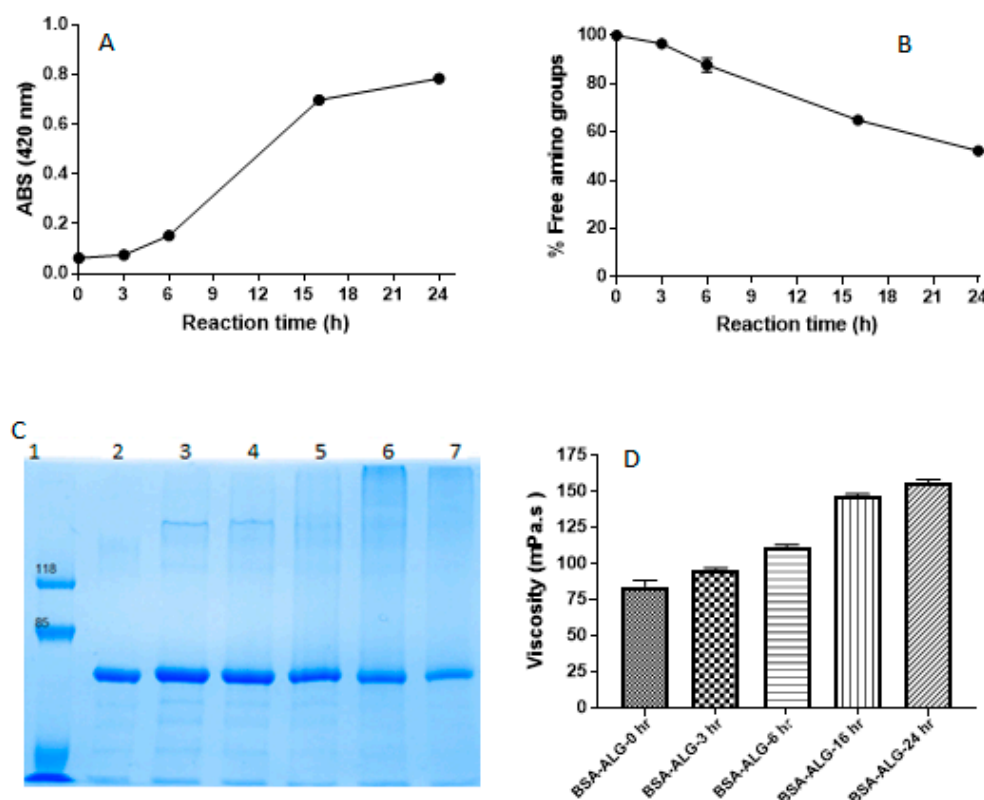 A
ABS (420 nm)
1.0
0.8
0.6
0.4
0.2
0.0
0 3 6 9 12 15 18 21 24
Reaction time (h)
B
% Free amino groups
100
80
60
40
20
0
0 3 6 9 12 15 18 21 24
Reaction time (h)
C
1 2 3 4 5 6 7
118
85
D
Viscosity (mPa.s)
175
150
125
100
75
50
25
0
BSA-ALG-0 hr
BSA-ALG-3 hr
BSA-ALG-6 hr
BSA-ALG-16 hr
BSA-ALG-24 hr